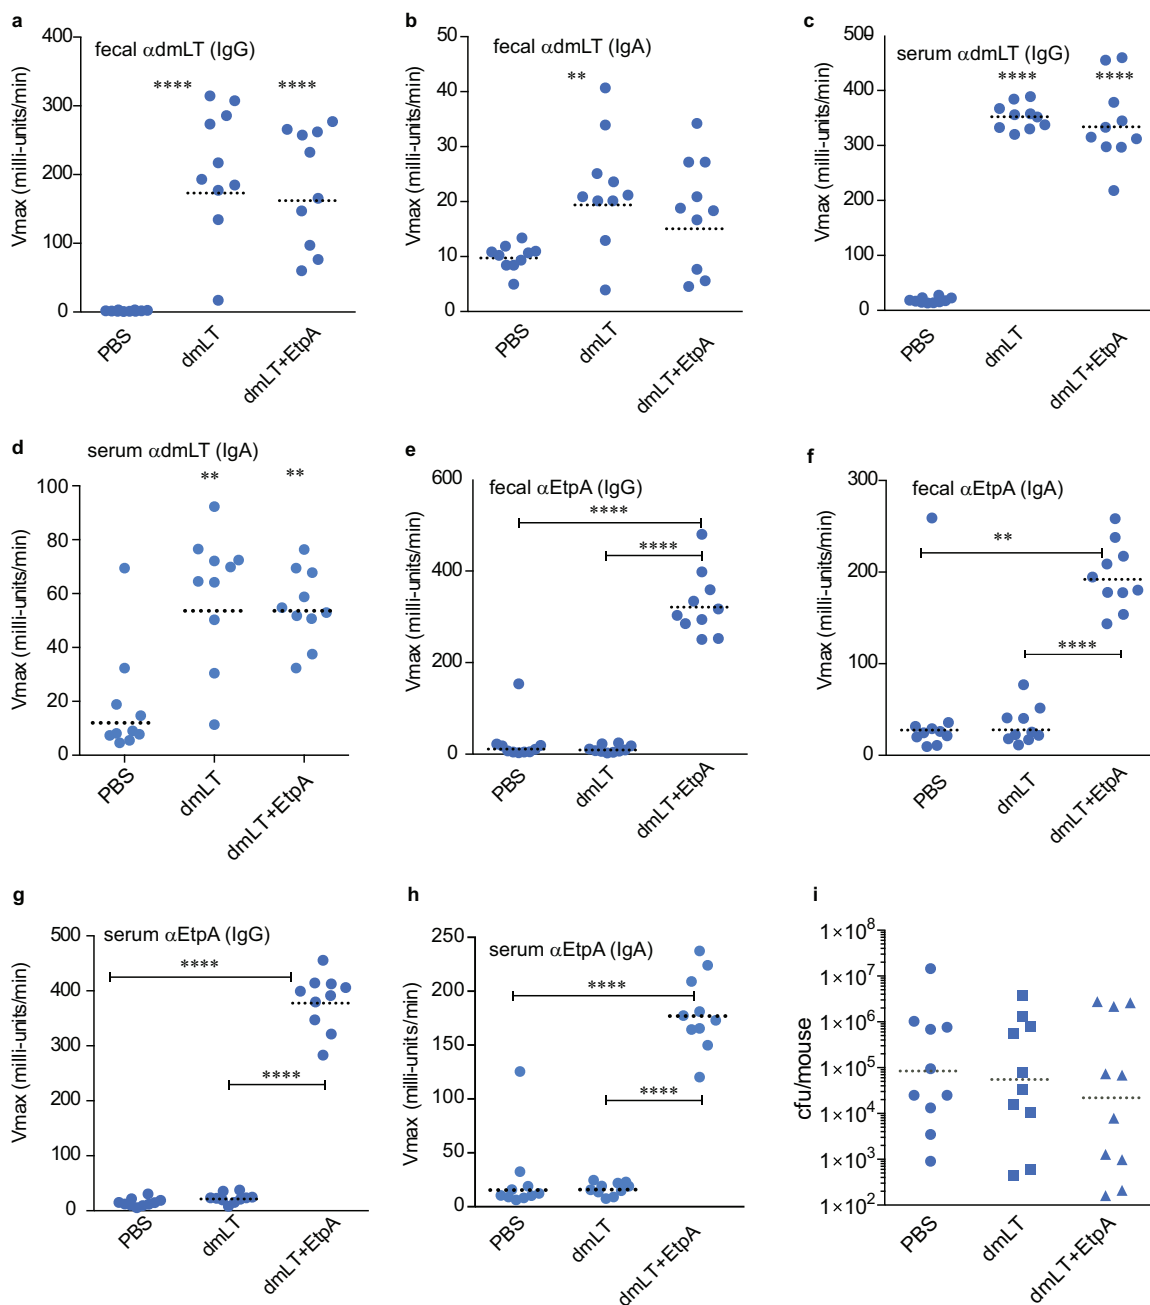 a
fecal αdmLT (IgG)
Vmax (milli-units/min)
400
300
200
100
0
****
****
PBS
dmLT
dmLT+EtpA
b
fecal αdmLT (IgA)
Vmax (milli-units/min)
50
40
30
20
10
0
**
PBS
dmLT
dmLT+EtpA
c
serum αdmLT (IgG)
Vmax (milli-units/min)
500
400
300
200
100
0
****
****
PBS
dmLT
dmLT+EtpA
d
serum αdmLT (IgA)
Vmax (milli-units/min)
100
80
60
40
20
0
**
**
PBS
dmLT
dmLT+EtpA
e
fecal αEtpA (IgG)
Vmax (milli-units/min)
600
400
200
0
****
****
PBS
dmLT
dmLT+EtpA
f
fecal αEtpA (IgA)
Vmax (milli-units/min)
300
200
100
0
**
****
PBS
dmLT
dmLT+EtpA
g
serum αEtpA (IgG)
Vmax (milli-units/min)
500
400
300
200
100
0
****
****
PBS
dmLT
dmLT+EtpA
h
serum αEtpA (IgA)
Vmax (milli-units/min)
250
200
150
100
50
0
****
****
PBS
dmLT
dmLT+EtpA
i
cfu/mouse
1×10⁸
1×10⁷
1×10⁶
1×10⁵
1×10⁴
1×10³
1×10²
PBS
dmLT
dmLT+EtpA